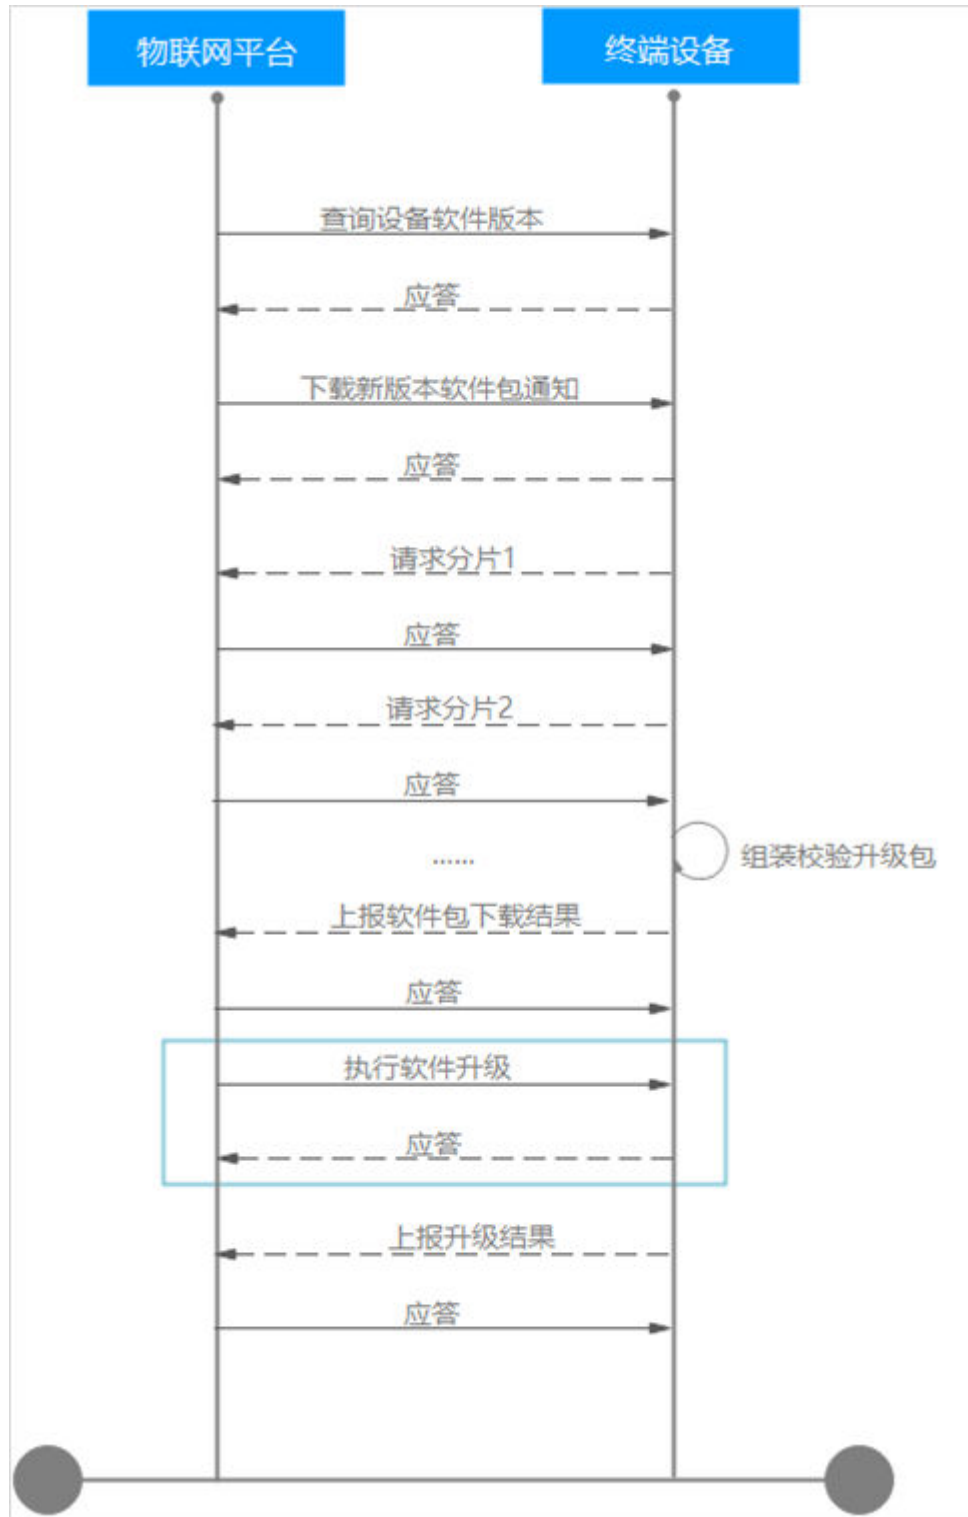 物联网平台
终端设备
查询设备软件版本
应答
下载新版本软件包通知
应答
请求分片1
应答
请求分片2
应答
......
组装校验升级包
上报软件包下载结果
应答
执行软件升级
应答
上报升级结果
应答